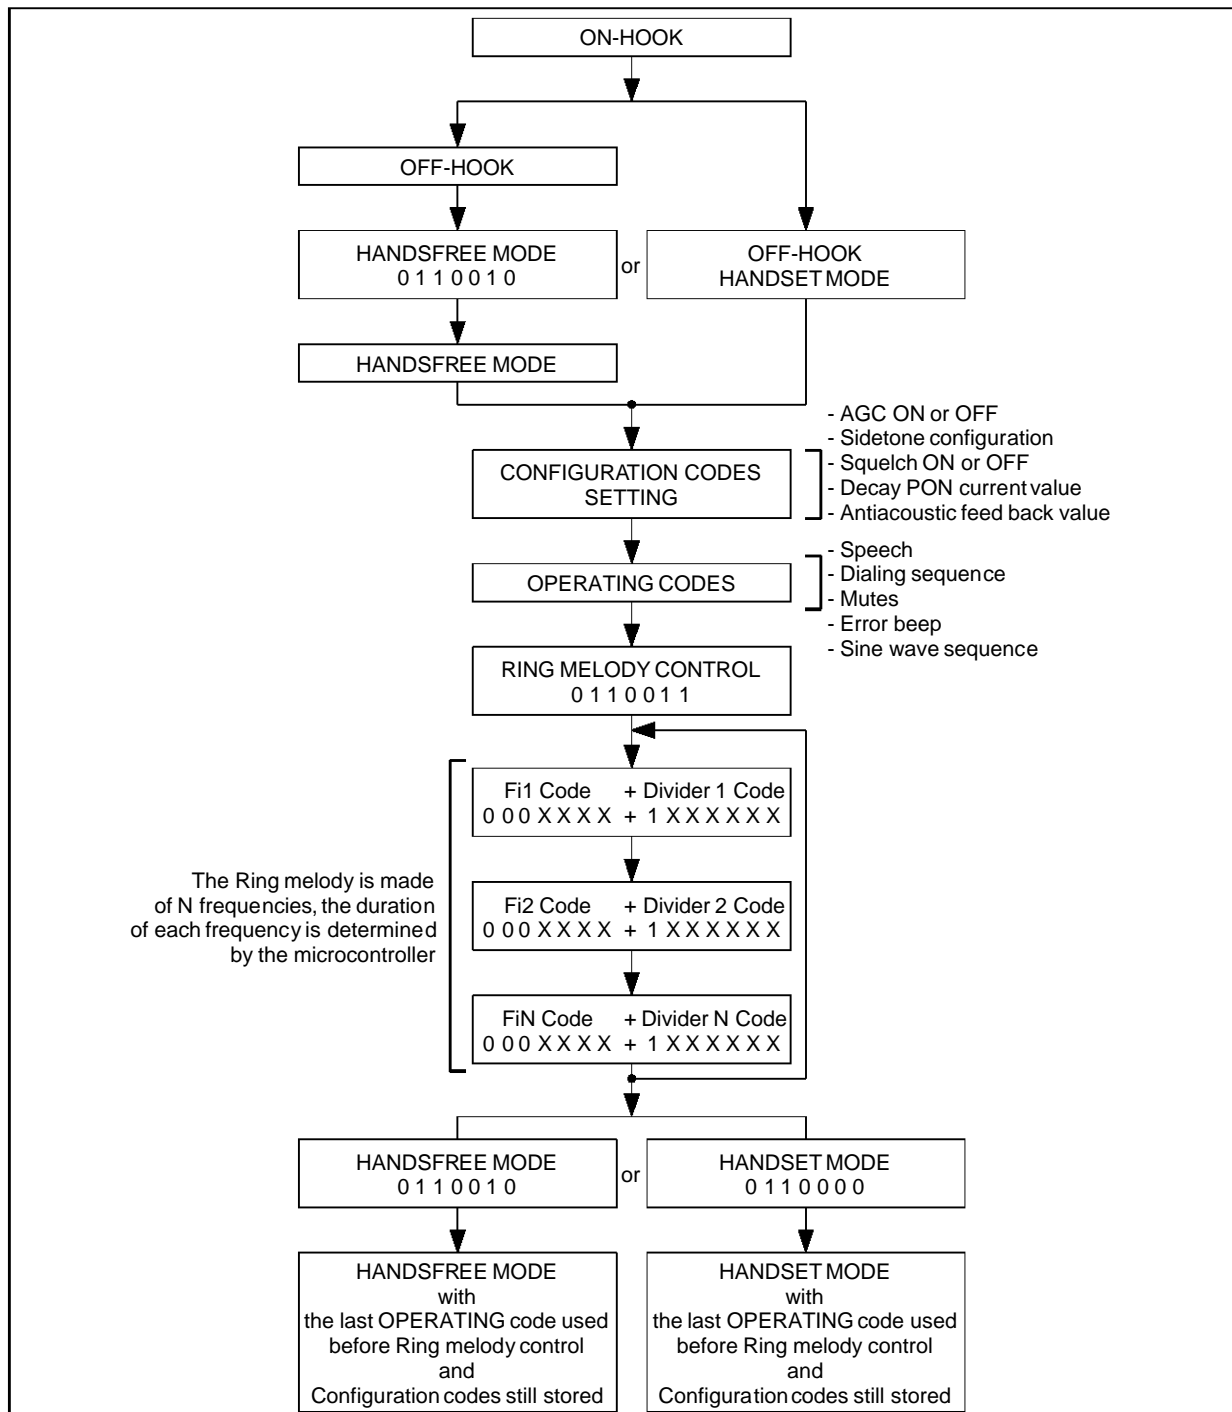 ON-HOOK
OFF-HOOK
HANDSFREE MODE
0 1 1 0 0 1 0
or
OFF-HOOK
HANDSET MODE
HANDSFREE MODE
CONFIGURATION CODES
SETTING
- AGC ON or OFF
- Sidetone configuration
- Squelch ON or OFF
- Decay PON current value
- Antiacoustic feed back value
OPERATING CODES
- Speech
- Dialing sequence
- Mutes
- Error beep
- Sine wave sequence
RING MELODY CONTROL
0 1 1 0 0 1 1
Fi1 Code + Divider 1 Code
0 0 0 X X X X + 1 X X X X X X
The Ring melody is made
of N frequencies, the duration
of each frequency is determined
by the microcontroller
Fi2 Code + Divider 2 Code
0 0 0 X X X X + 1 X X X X X X
FiN Code + Divider N Code
0 0 0 X X X X + 1 X X X X X X
HANDSFREE MODE
0 1 1 0 0 1 0
or
HANDSET MODE
0 1 1 0 0 0 0
HANDSFREE MODE
with
the last OPERATING code used
before Ring melody control
and
Configuration codes still stored
HANDSET MODE
with
the last OPERATING code used
before Ring melody control
and
Configuration codes still stored